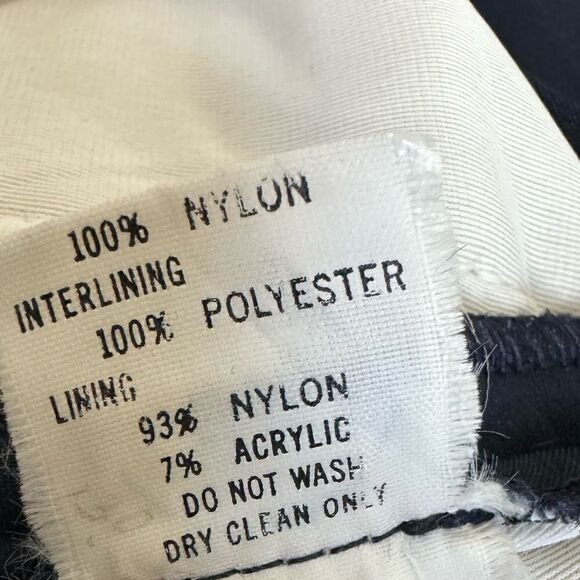 100% NYLON
INTERLINING
100% POLYESTER
LINING
93% NYLON
7% ACRYLIC
DO NOT WASH
DRY CLEAN ONLY